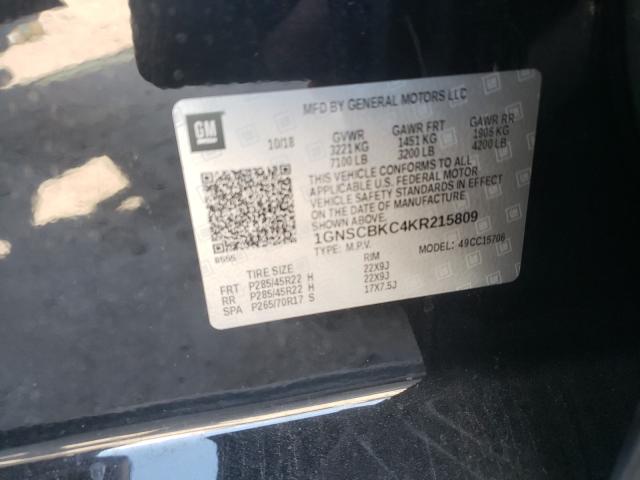 MFD BY GENERAL MOTORS LLC
GM
10/18 GVWR GAWR FRT GAWR RR
3221 KG 1451 KG 1905 KG
7100 LB 3200 LB 4200 LB
THIS VEHICLE CONFORMS TO ALL
APPLICABLE U.S. FEDERAL MOTOR
VEHICLE SAFETY STANDARDS IN EFFECT
ON THE DATE OF MANUFACTURE
SHOWN ABOVE.
1GNSCBKC4KR215809
TYPE: M.P.V. MODEL: 49CC15706
TIRE SIZE RIM
FRT P285/45R22 H 22X9J
RR P285/45R22 H 22X9J
SPA P265/70R17 S 17X7.5J